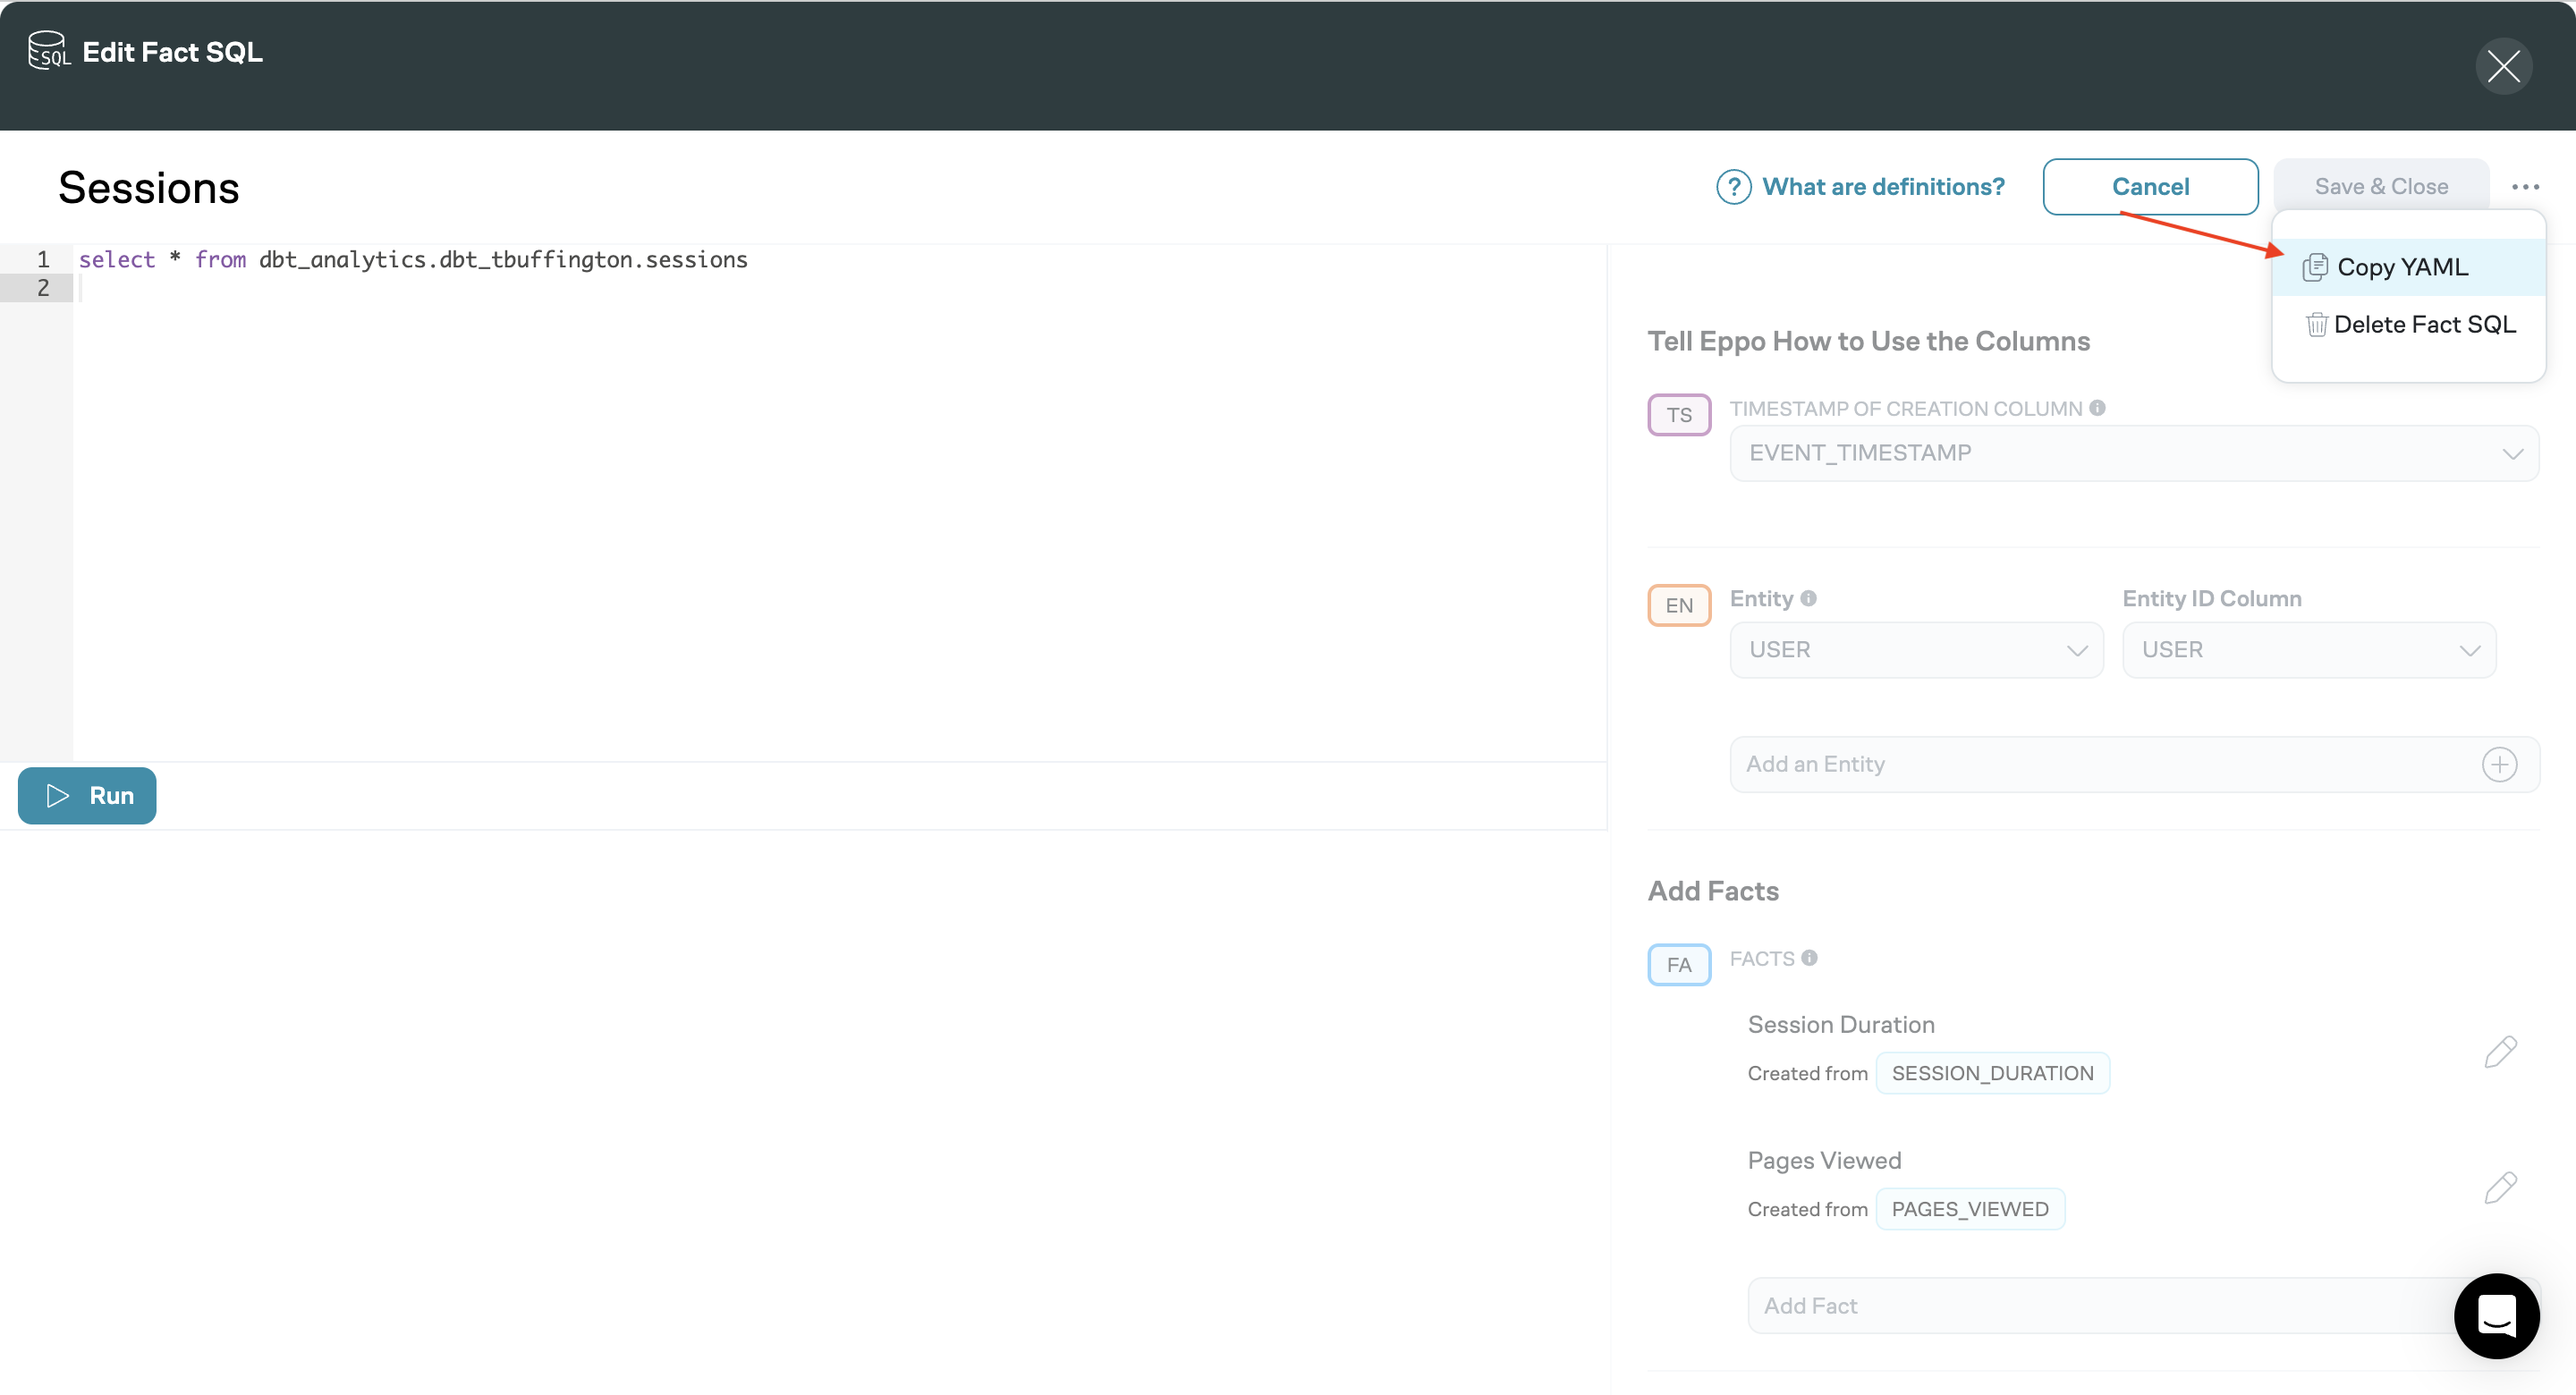 SQL Edit Fact SQL
Sessions
? What are definitions?
Cancel
Save & Close
Copy YAML
Delete Fact SQL
1 select * from dbt_analytics.dbt_tbuffington.sessions
2
Run
Tell Eppo How to Use the Columns
TS TIMESTAMP OF CREATION COLUMN
EVENT_TIMESTAMP
EN Entity Entity ID Column
USER USER
Add an Entity
Add Facts
FA FACTS
Session Duration
Created from SESSION_DURATION
Pages Viewed
Created from PAGES_VIEWED
Add Fact